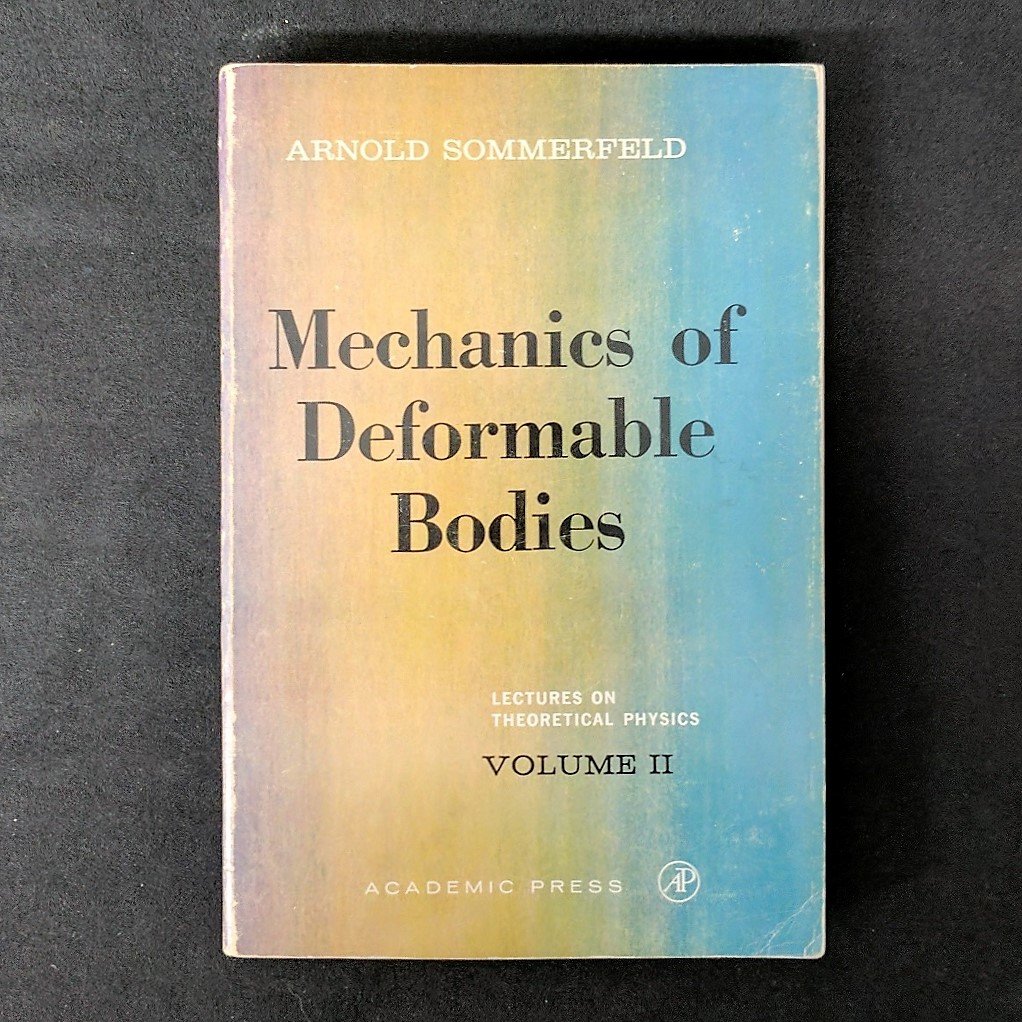 ARNOLD SOMMERFELD
Mechanics of
Deformable
Bodies
LECTURES ON
THEORETICAL PHYSICS
VOLUME II
ACADEMIC PRESS AP